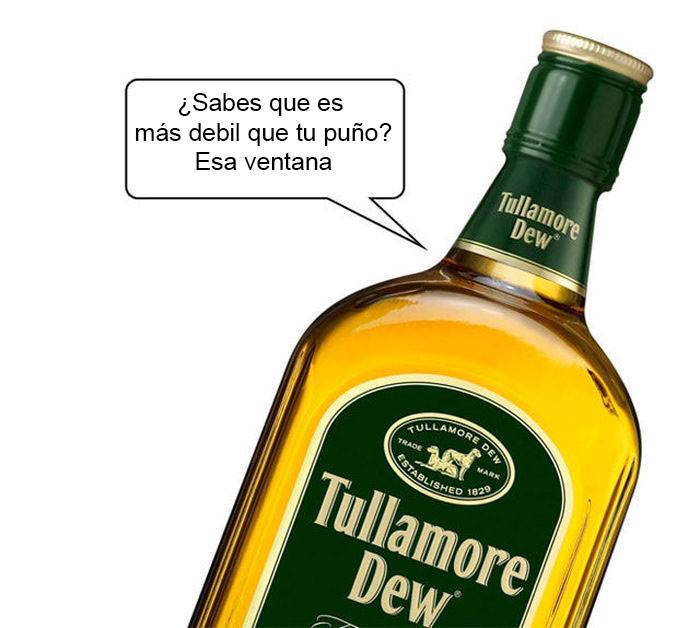 ¿Sabes que es
más debil que tu puño?
Esa ventana
Tullamore
Dew®
TULLAMORE DEW
TRADE MARK
ESTABLISHED 1829
Tullamore
Dew®